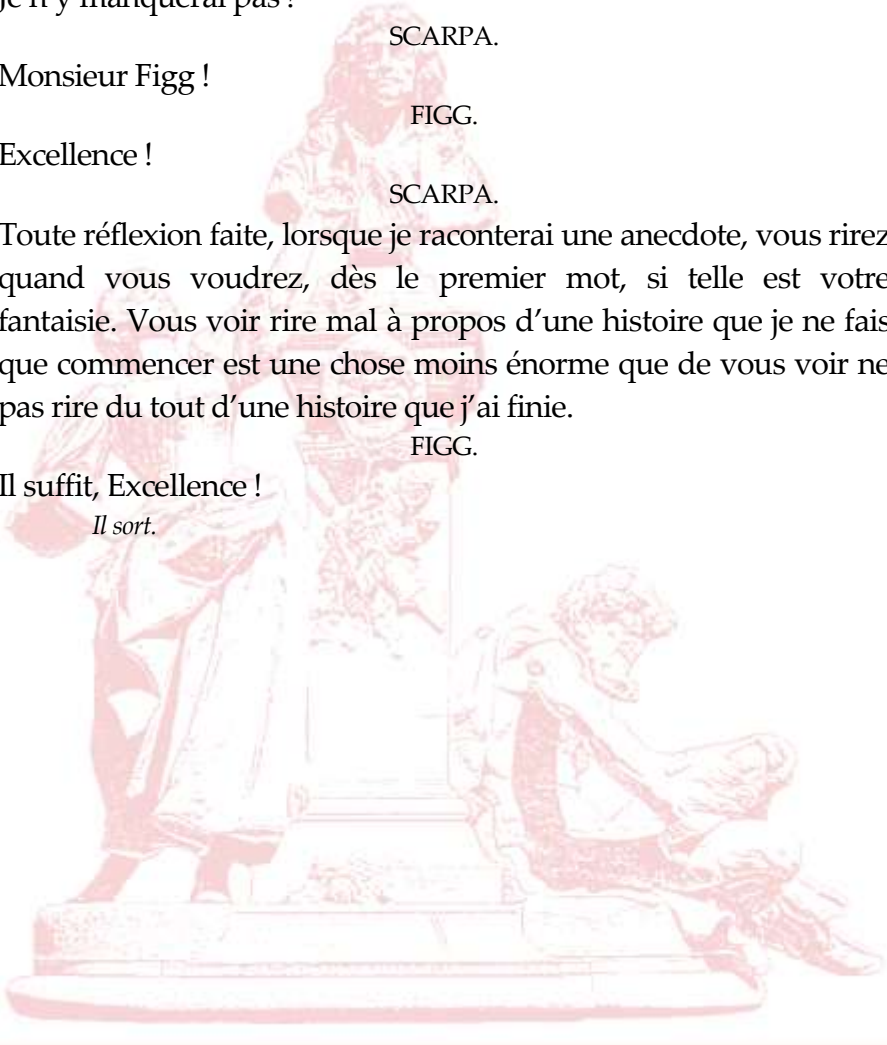 Je n'y manquerai pas !
SCARPA.
Monsieur Figg !
FIGG.
Excellence !
SCARPA.
Toute réflexion faite, lorsque je raconterai une anecdote, vous rirez
quand vous voudrez, dès le premier mot, si telle est votre
fantaisie. Vous voir rire mal à propos d'une histoire que je ne fais
que commencer est une chose moins énorme que de vous voir ne
pas rire du tout d'une histoire que j'ai finie.
FIGG.
Il suffit, Excellence !
Il sort.